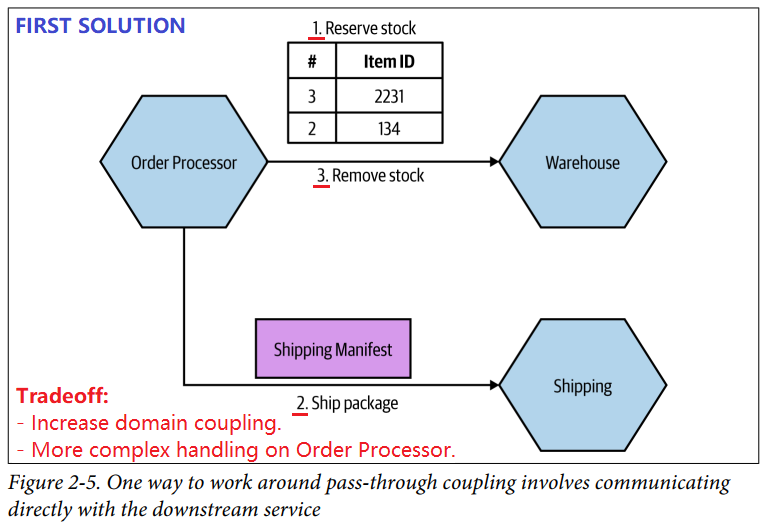 FIRST SOLUTION
1. Reserve stock
# Item ID
3 2231
2 134
Order Processor
Warehouse
3. Remove stock
Shipping Manifest
Shipping
2. Ship package
Tradeoff:
- Increase domain coupling.
- More complex handling on Order Processor.
Figure 2-5. One way to work around pass-through coupling involves communicating
directly with the downstream service